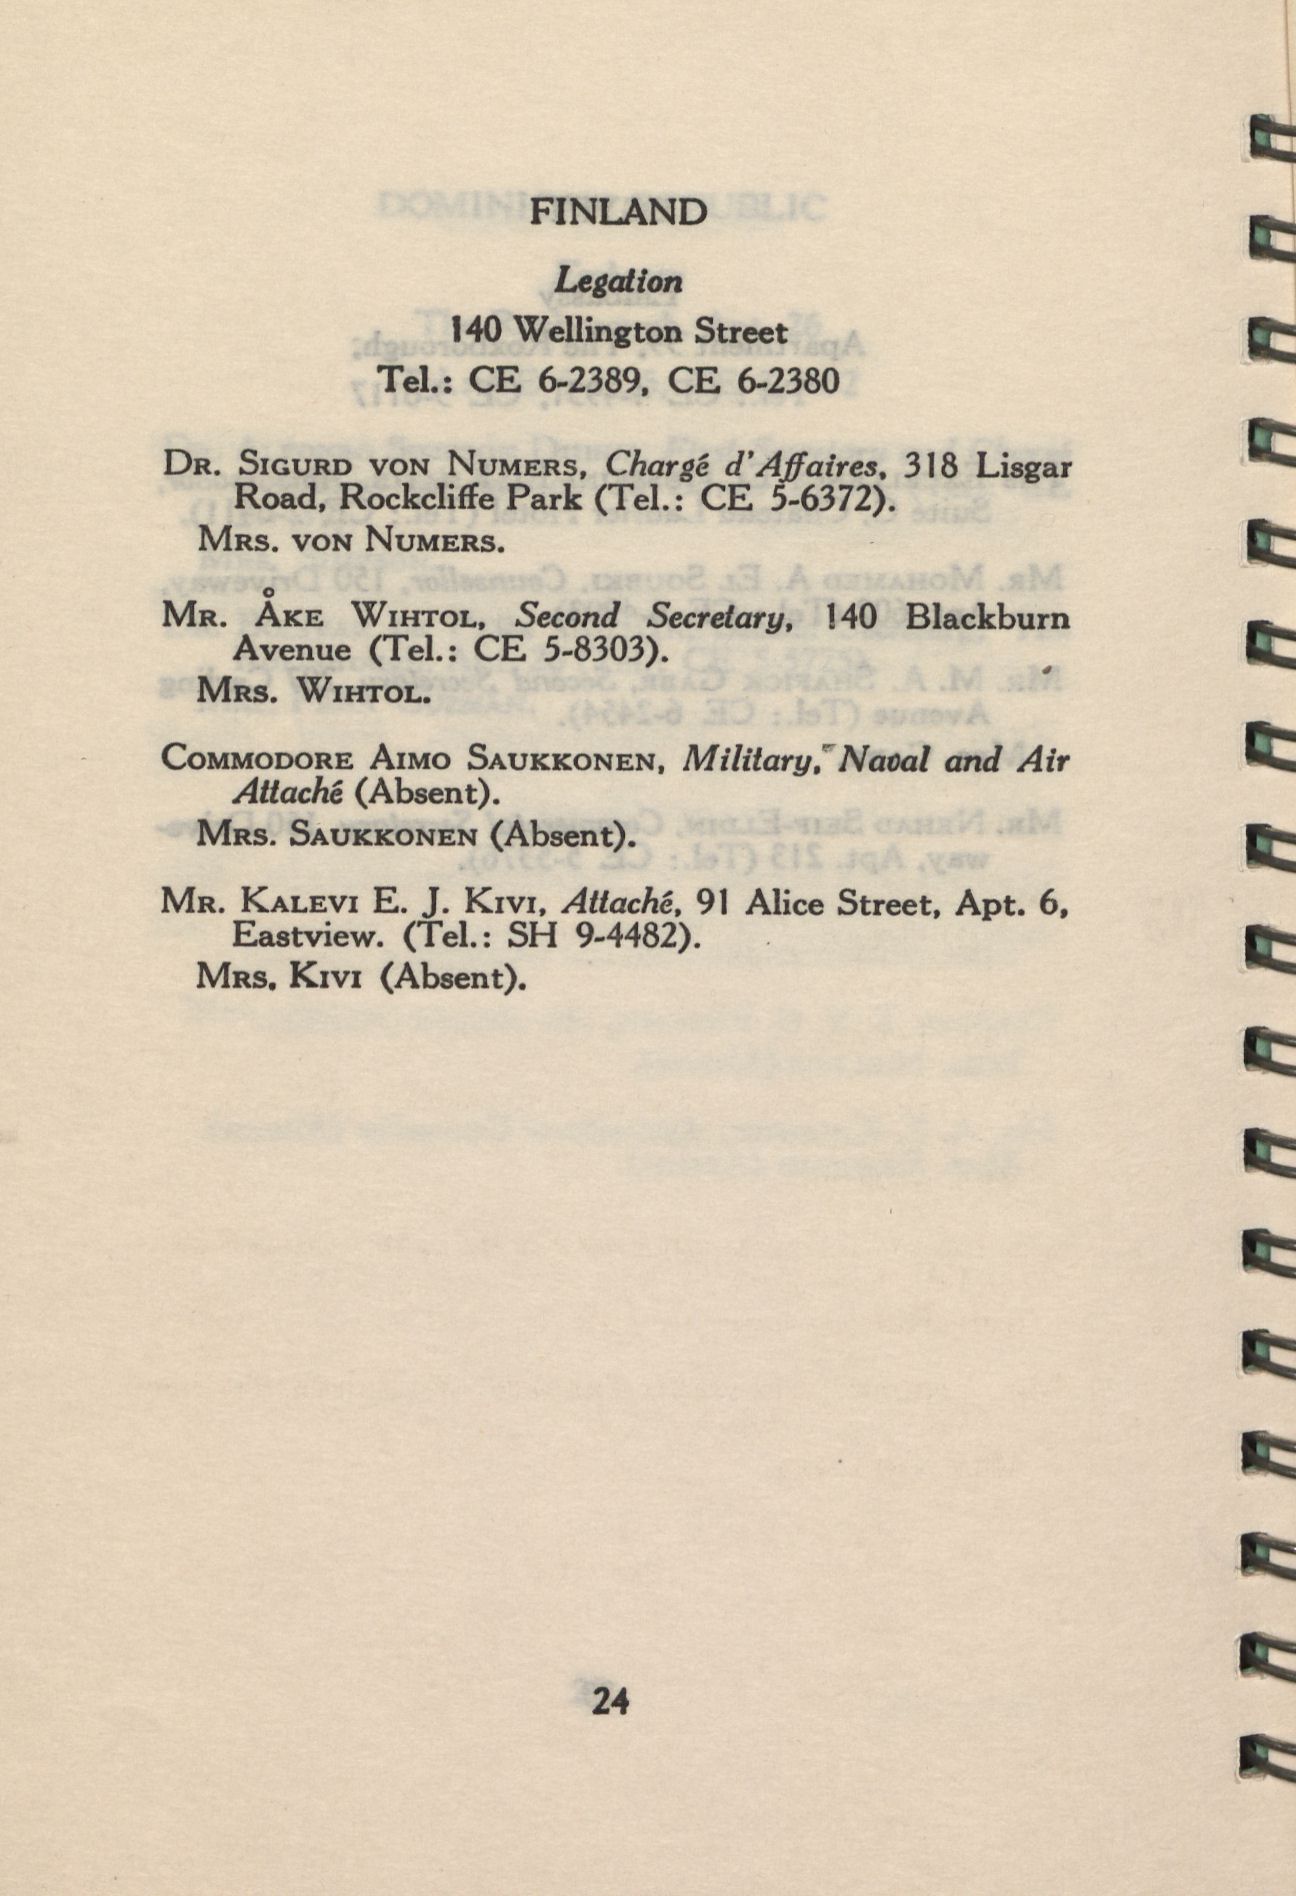 FINLAND
Legation
140 Wellington Street
Tel.: CE 6-2389, CE 6-2380
DR. SIGURD VON NUMERS, Chargé d'Affaires, 318 Lisgar
Road, Rockcliffe Park (Tel.: CE 5-6372).
MRS. VON NUMERS.
MR. ÅKE WIHTOL, Second Secretary, 140 Blackburn
Avenue (Tel.: CE 5-8303).
MRS. WIHTOL.
COMMODORE AIMO SAUKKONEN, Military, Naval and Air
Attaché (Absent).
MRS. SAUKKONEN (Absent).
MR. KALEVI E. J. KIVI, Attaché, 91 Alice Street, Apt. 6,
Eastview. (Tel.: SH 9-4482).
MRS. KIVI (Absent).
24